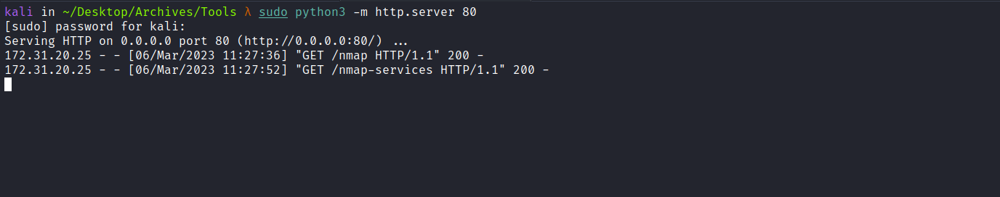 kali in ~/Desktop/Archives/Tools λ sudo python3 -m http.server 80
[sudo] password for kali:
Serving HTTP on 0.0.0.0 port 80 (http://0.0.0.0:80/) ...
172.31.20.25 - - [06/Mar/2023 11:27:36] "GET /nmap HTTP/1.1" 200 -
172.31.20.25 - - [06/Mar/2023 11:27:52] "GET /nmap-services HTTP/1.1" 200 -